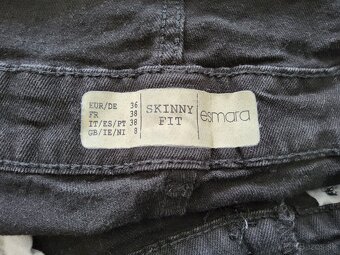 EUR/DE 36
FR 38
IT/ES/PT 38
GB/IE/NI 8
SKINNY
FIT
esmara